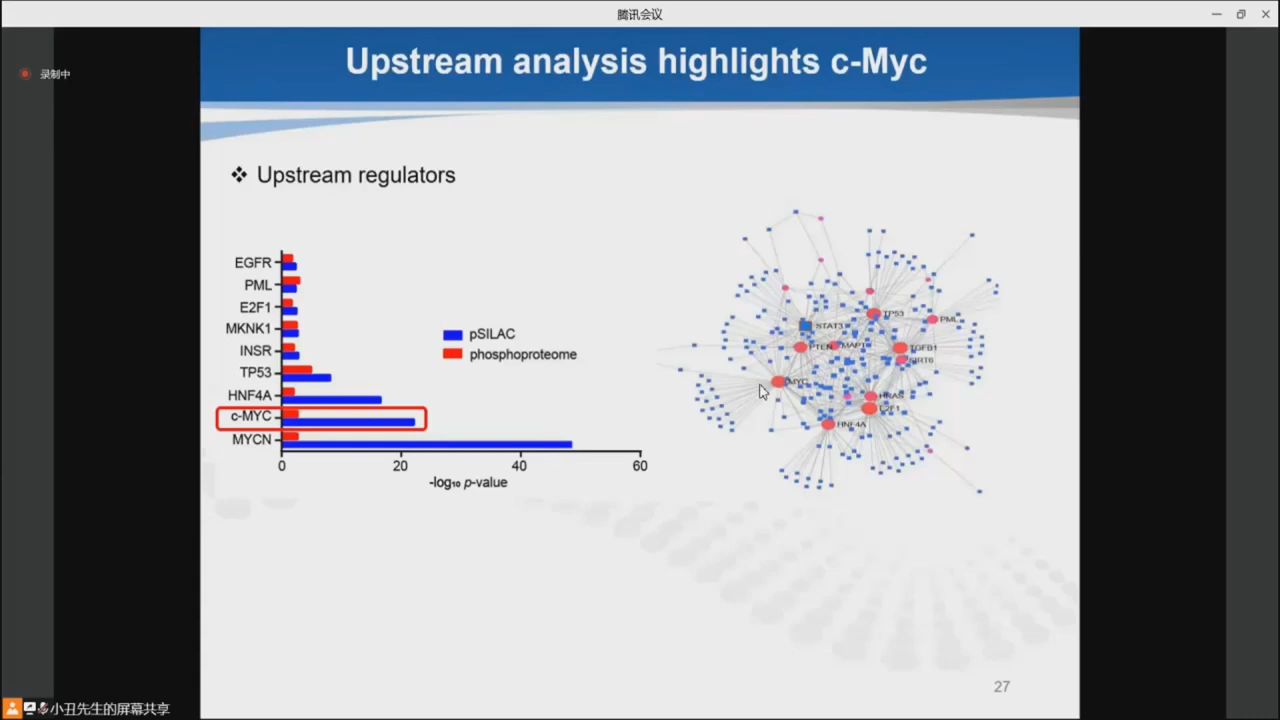 腾讯会议
录制中
Upstream analysis highlights c-Myc
❖ Upstream regulators
EGFR
PML
E2F1
MKNK1
INSR
TP53
HNF4A
c-MYC
MYCN
0 20 40 60
-log₁₀ p-value
pSILAC
phosphoproteome
TP53
PML
STAT3
PTEN
TGFB1
SIRT6
MYC
HRAS
E2F1
HNF4A
27
小丑先生的屏幕共享